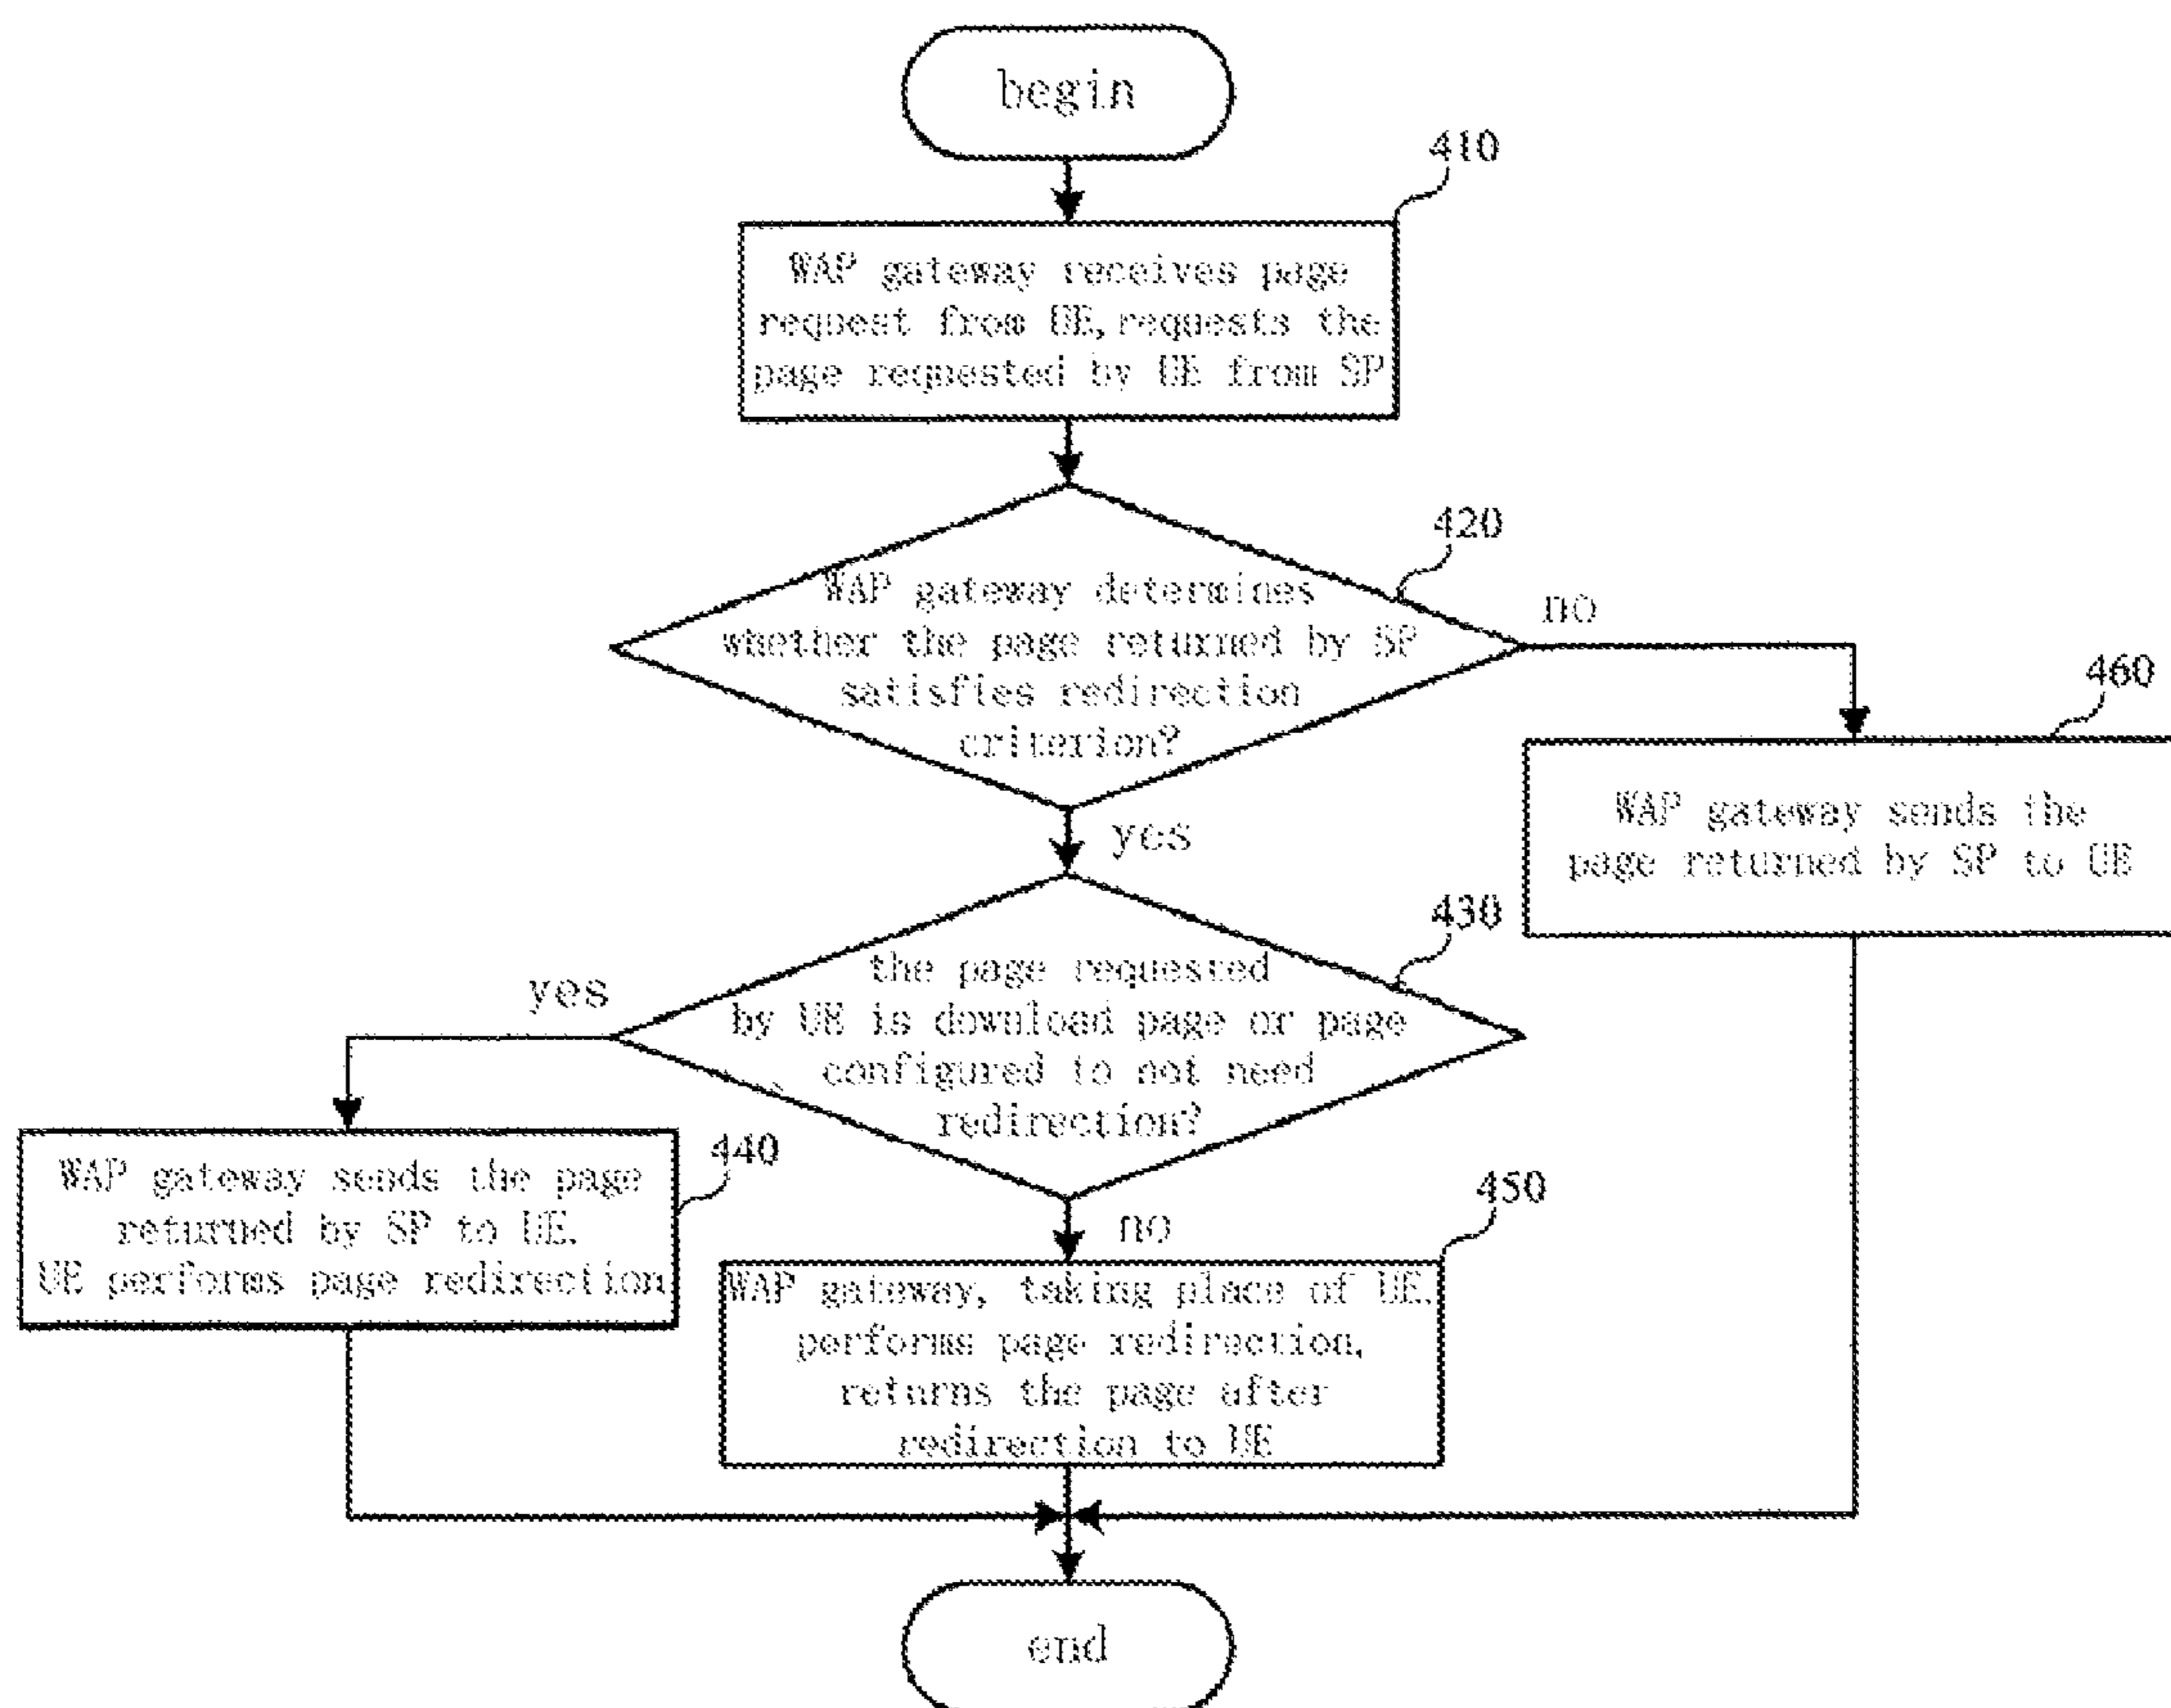 begin
410
WAP gateway receives page
request from UE, requests the
page requested by UE from SP
420
WAP gateway determines
whether the page returned by SP
satisfies redirection
criterion?
no
460
WAP gateway sends the
page returned by SP to UE
yes
430
the page requested
by UE is download page or page
configured to not need
redirection?
yes
440
WAP gateway sends the page
returned by SP to UE.
UE performs page redirection
no
450
WAP gateway, taking place of UE,
performs page redirection,
returns the page after
redirection to UE
end